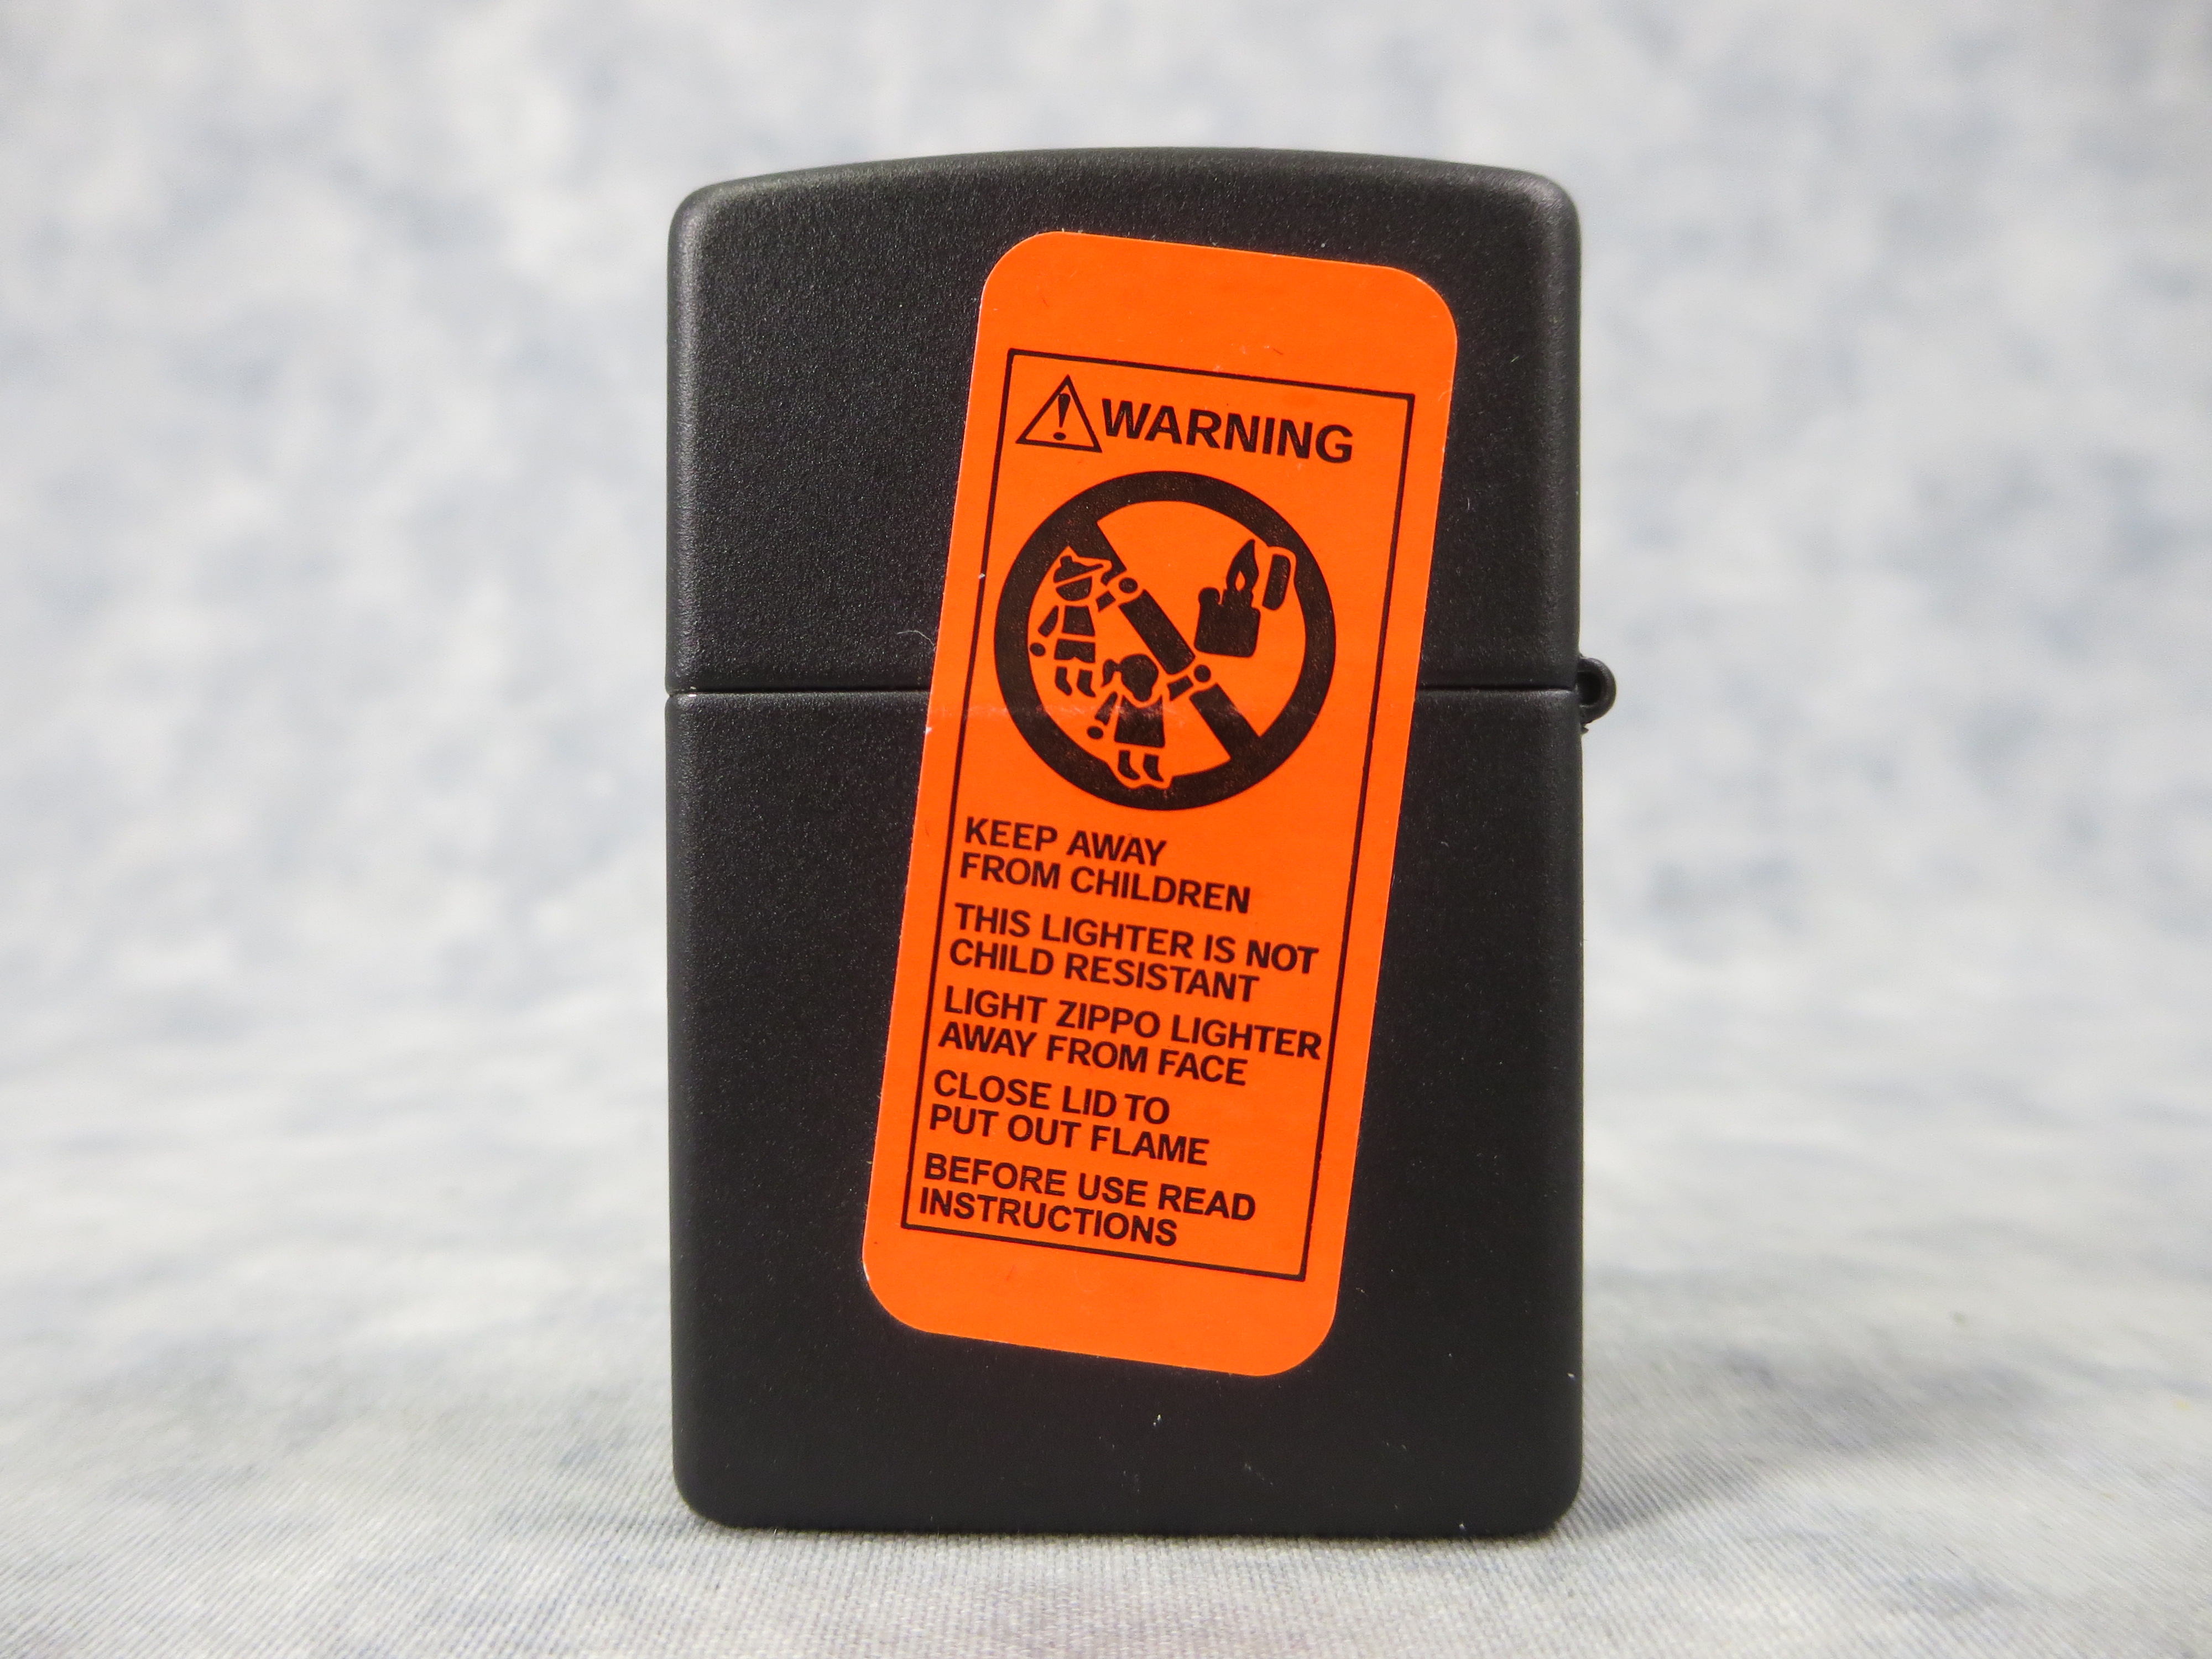 WARNING
KEEP AWAY
FROM CHILDREN
THIS LIGHTER IS NOT
CHILD RESISTANT
LIGHT ZIPPO LIGHTER
AWAY FROM FACE
CLOSE LID TO
PUT OUT FLAME
BEFORE USE READ
INSTRUCTIONS